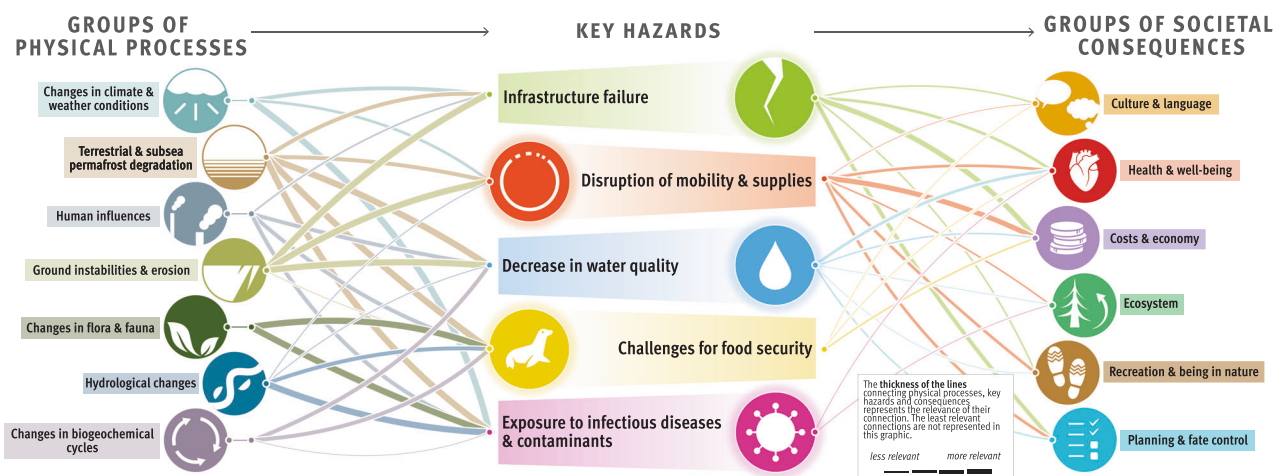 GROUPS OF
PHYSICAL PROCESSES
KEY HAZARDS
GROUPS OF SOCIETAL
CONSEQUENCES
Changes in climate &
weather conditions
Terrestrial & subsea
permafrost degradation
Human influences
Ground instabilities & erosion
Changes in flora & fauna
Hydrological changes
Changes in biogeochemical
cycles
Infrastructure failure
Disruption of mobility & supplies
Decrease in water quality
Challenges for food security
Exposure to infectious diseases
& contaminants
Culture & language
Health & well-being
Costs & economy
Ecosystem
Recreation & being in nature
Planning & fate control
The thickness of the lines
connecting physical processes, key
hazards and consequences
represents the relevance of their
connection. The least relevant
connections are not represented in
this graphic.
less relevant more relevant